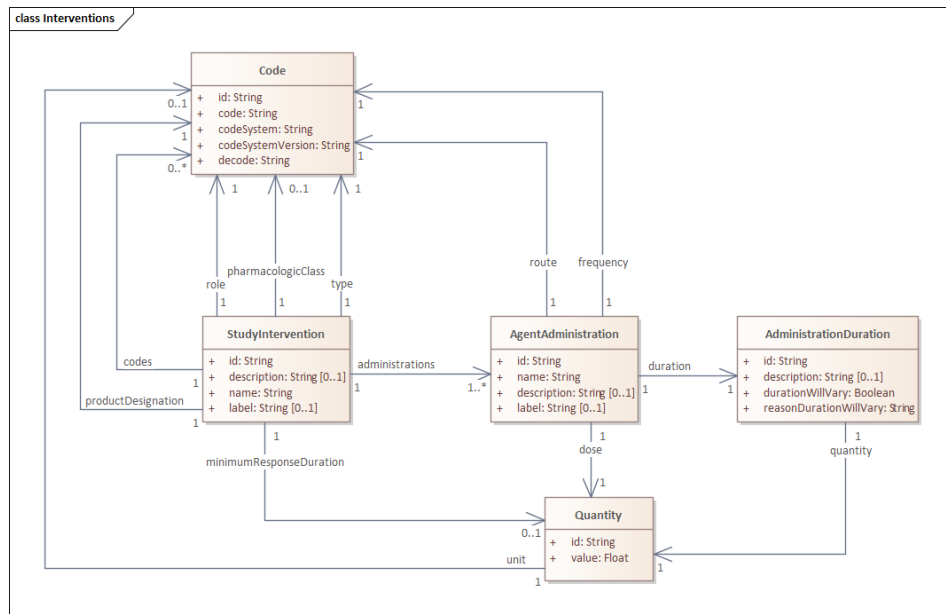 class Interventions
Code
+ id: String
+ code: String
+ codeSystem: String
+ codeSystemVersion: String
+ decode: String
0..1
1
0..*
1
1
1
0..1
1
route
frequency
pharmacologicClass
role
type
1
1
1
1
1
StudyIntervention
+ id: String
+ description: String [0..1]
+ name: String
+ label: String [0..1]
codes
1
productDesignation
1
administrations
1
1..*
AgentAdministration
+ id: String
+ name: String
+ description: String [0..1]
+ label: String [0..1]
duration
1
1
AdministrationDuration
+ id: String
+ description: String [0..1]
+ durationWillVary: Boolean
+ reasonDurationWillVary: String
1
1
1
minimumResponseDuration
dose
quantity
1
0..1
Quantity
+ id: String
+ value: Float
unit
1
1